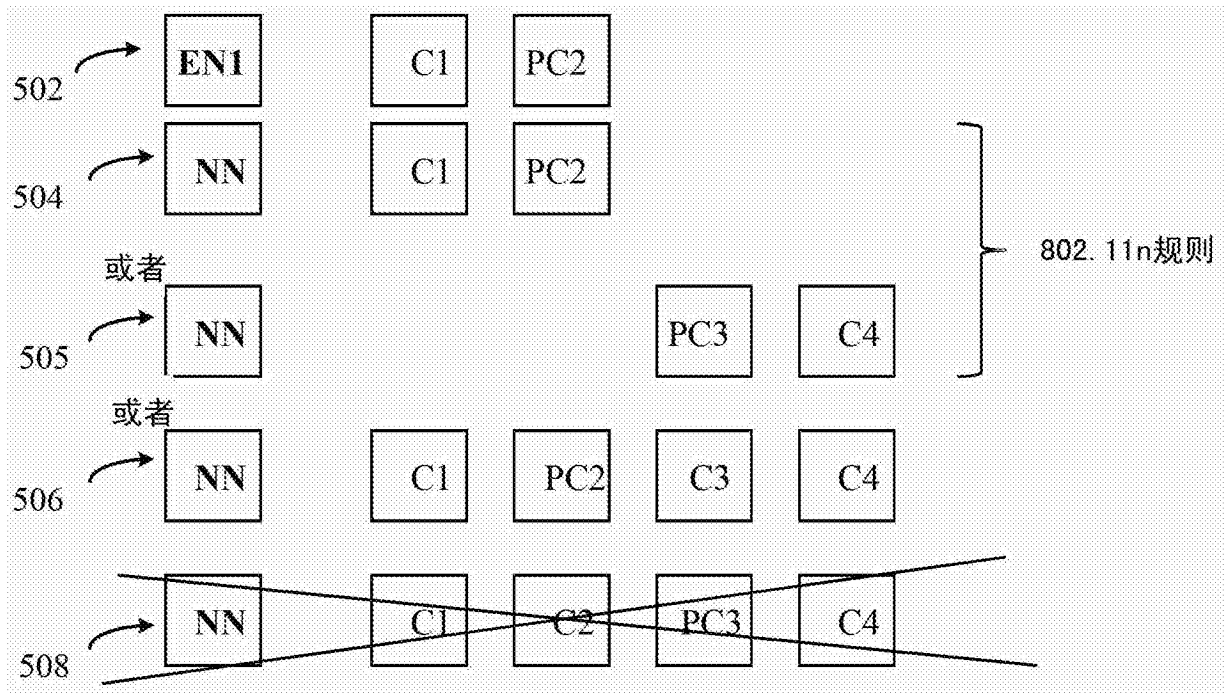 502 EN1 C1 PC2
504 NN C1 PC2
802.11n规则
或者
505 NN PC3 C4
或者
506 NN C1 PC2 C3 C4
508 NN C1 C2 PC3 C4